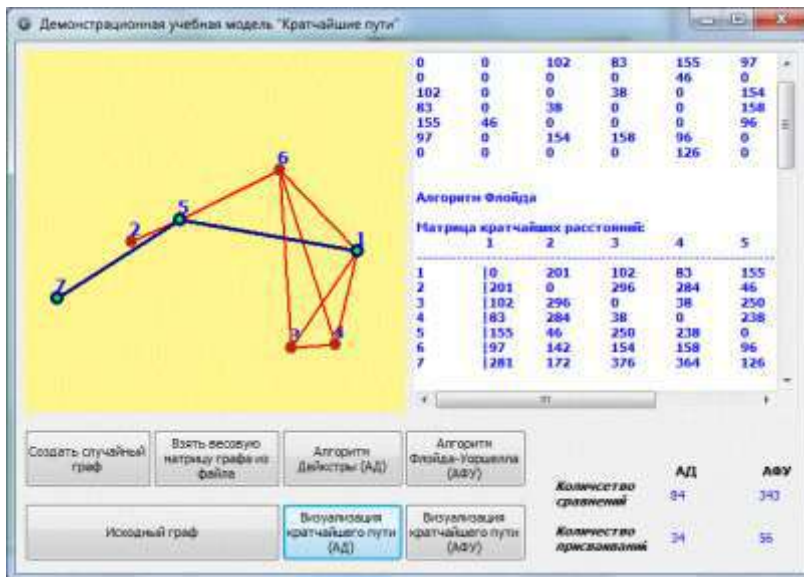 Демонстрационная учебная модель "Кратчайшие пути"
6
5
2
1
7
3
4
0 0 102 83 155 97
0 0 0 0 46 0
102 0 0 38 0 154
83 0 38 0 0 158
155 46 0 0 0 96
97 0 154 158 96 0
0 0 0 0 126 0
Алгоритм Флойда
Матрица кратчайших расстояний:
1 2 3 4 5
1 |0 201 102 83 155
2 |201 0 296 284 46
3 |102 296 0 38 250
4 |83 284 38 0 238
5 |155 46 250 238 0
6 |97 142 154 158 96
7 |281 172 376 364 126
Создать случайный граф
Взять весовую матрицу графа из файла
Алгоритм Дейкстры (АД)
Алгоритм Флойда-Уоршелла (АФУ)
Исходный граф
Визуализация кратчайшего пути (АД)
Визуализация кратчайшего пути (АФУ)
АД АФУ
Количество сравнений 84 343
Количество присваиваний 34 56